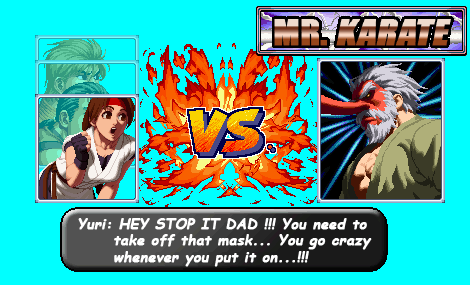 MR. KARATE
VS.
Yuri: HEY STOP IT DAD !!! You need to
take off that mask... You go crazy
whenever you put it on...!!!